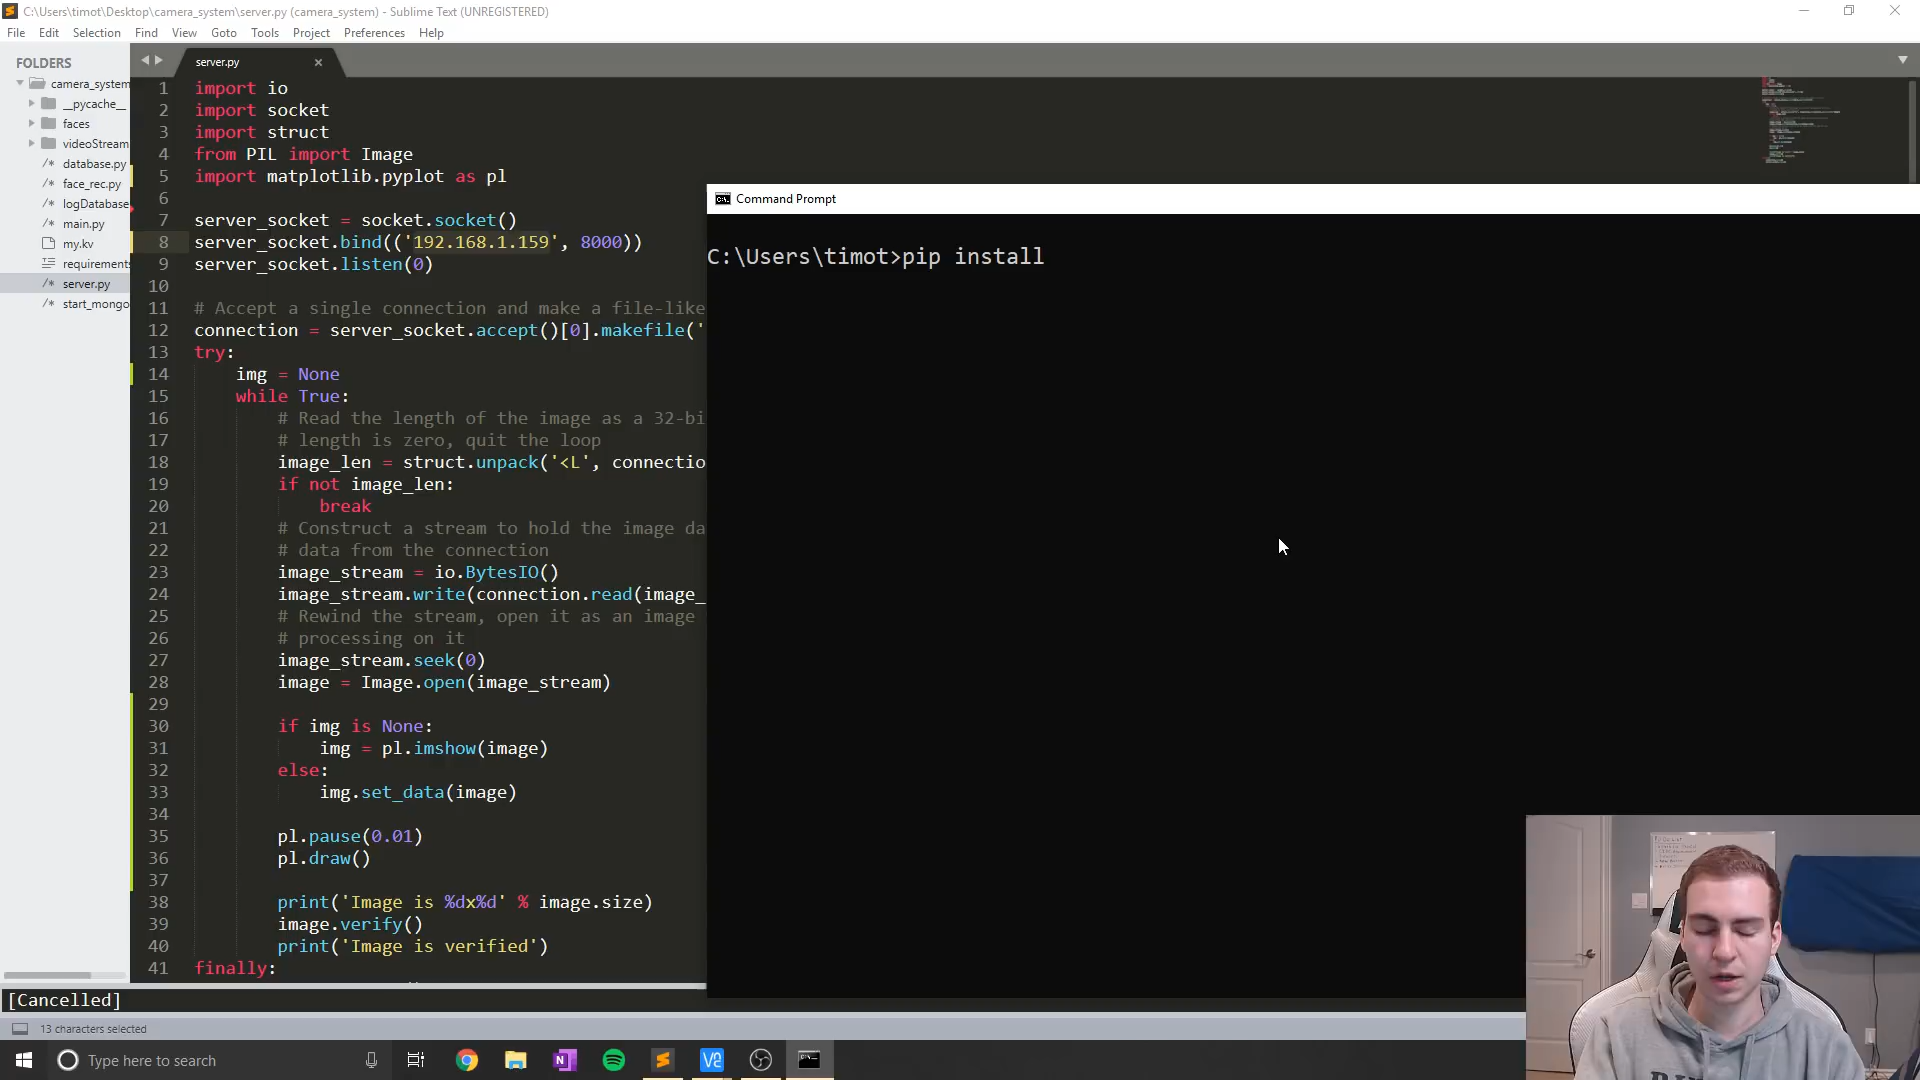 C:\Users\timot\Desktop\camera_system\server.py (camera_system) - Sublime Text (UNREGISTERED)
File Edit Selection Find View Goto Tools Project Preferences Help
FOLDERS
camera_system
__pycache__
faces
videoStream
database.py
face_rec.py
logDatabase
main.py
my.kv
requirements
server.py
start_mongo
server.py
1 import io
2 import socket
3 import struct
4 from PIL import Image
5 import matplotlib.pyplot as pl
6
7 server_socket = socket.socket()
8 server_socket.bind(('192.168.1.159', 8000))
9 server_socket.listen(0)
10
11 # Accept a single connection and make a file-like
12 connection = server_socket.accept()[0].makefile('
13 try:
14 img = None
15 while True:
16 # Read the length of the image as a 32-bi
17 # length is zero, quit the loop
18 image_len = struct.unpack('<L', connectio
19 if not image_len:
20 break
21 # Construct a stream to hold the image da
22 # data from the connection
23 image_stream = io.BytesIO()
24 image_stream.write(connection.read(image_
25 # Rewind the stream, open it as an image
26 # processing on it
27 image_stream.seek(0)
28 image = Image.open(image_stream)
29
30 if img is None:
31 img = pl.imshow(image)
32 else:
33 img.set_data(image)
34
35 pl.pause(0.01)
36 pl.draw()
37
38 print('Image is %dx%d' % image.size)
39 image.verify()
40 print('Image is verified')
41 finally:
Command Prompt
C:\Users\timot>pip install
[Cancelled]
13 characters selected
Type here to search